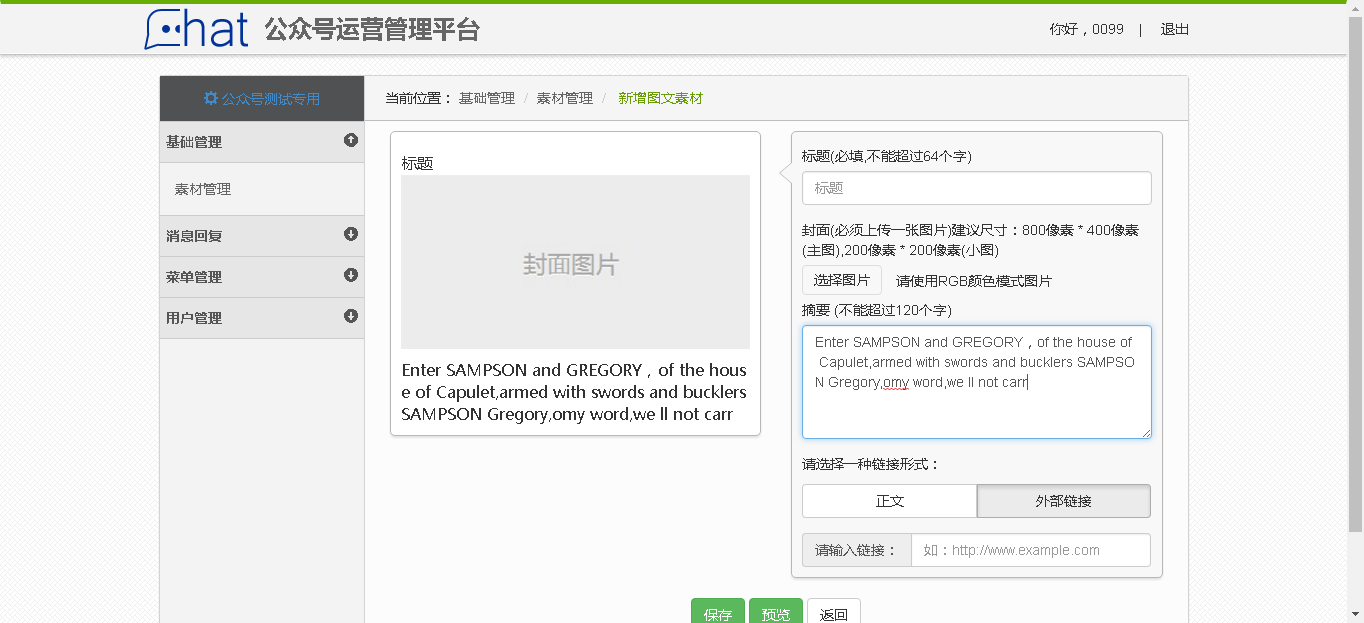 Chat 公众号运营管理平台
你好，0099 | 退出
公众号测试专用
当前位置： 基础管理 / 素材管理 / 新增图文素材
基础管理
素材管理
消息回复
菜单管理
用户管理
标题
封面图片
Enter SAMPSON and GREGORY，of the hous
e of Capulet,armed with swords and bucklers
SAMPSON Gregory,omy word,we ll not carr
标题(必填,不能超过64个字)
标题
封面(必须上传一张图片)建议尺寸：800像素 * 400像素
(主图),200像素 * 200像素(小图)
选择图片 请使用RGB颜色模式图片
摘要 (不能超过120个字)
Enter SAMPSON and GREGORY，of the house of
Capulet,armed with swords and bucklers SAMPSO
N Gregory,omy word,we ll not carr
请选择一种链接形式：
正文 外部链接
请输入链接： 如：http://www.example.com
保存 预览 返回